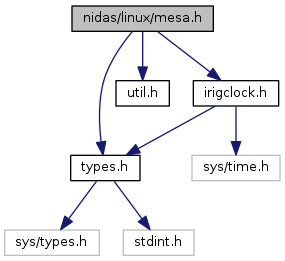 nidas/linux/mesa.h
util.h
irigclock.h
types.h
sys/time.h
sys/types.h
stdint.h